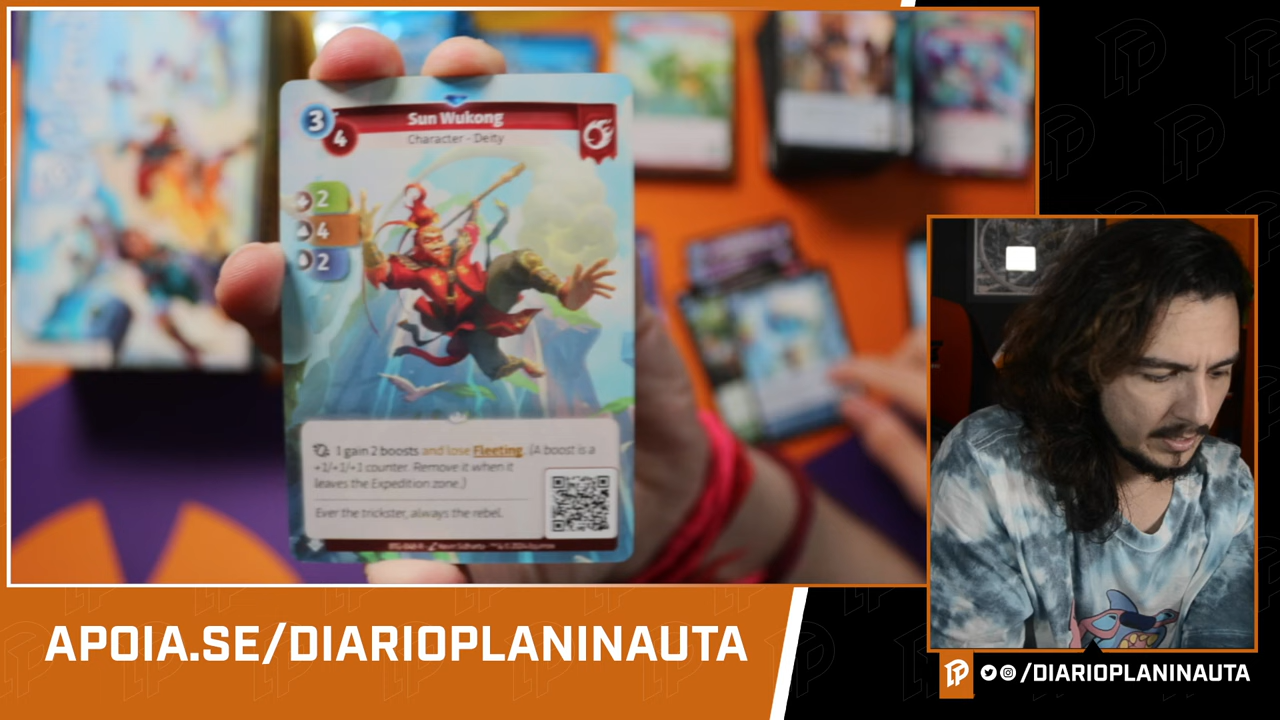 3
4
Sun Wukong
Character - Deity
2
4
2
I gain 2 boosts and lose Fleeting. (A boost is a
+1/+1/+1 counter. Remove it when it
leaves the Expedition zone.)
Ever the trickster, always the rebel.
APOIA.SE/DIARIOPLANINAUTA
/DIARIOPLANINAUTA